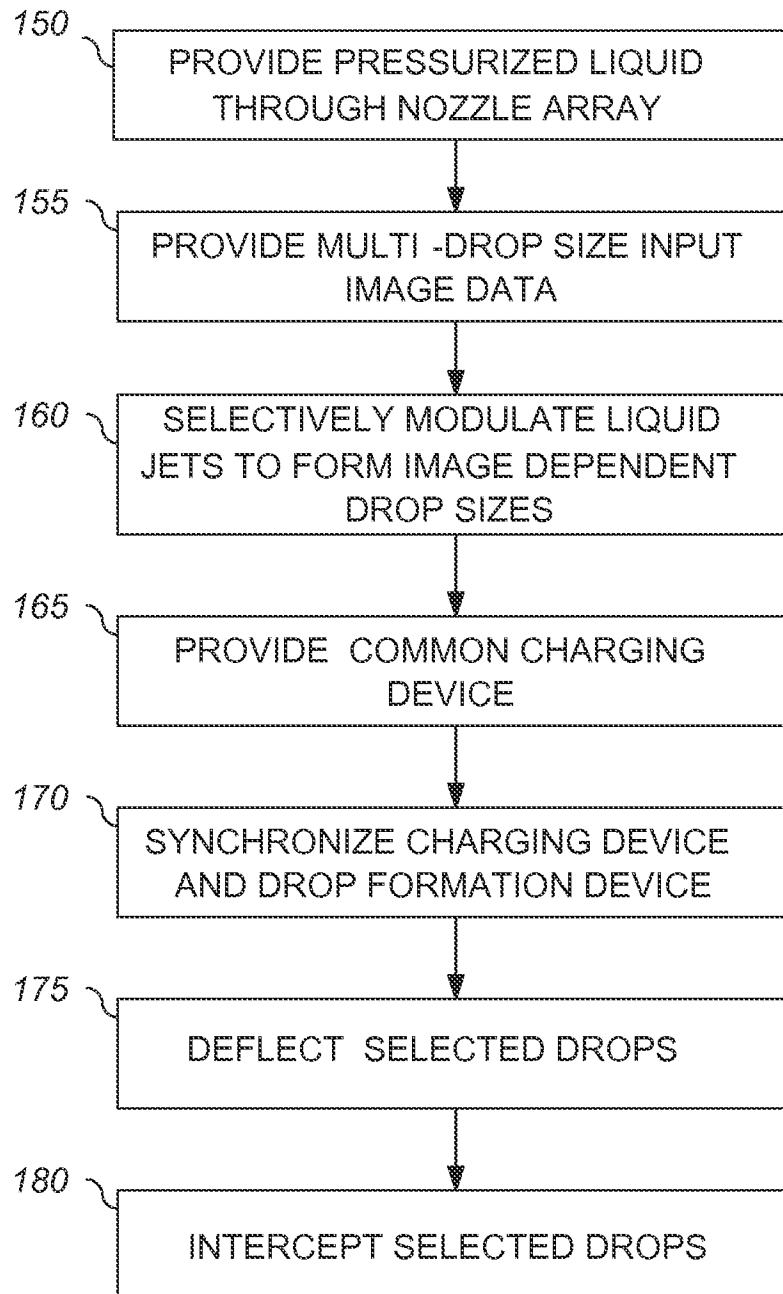 150
PROVIDE PRESSURIZED LIQUID
THROUGH NOZZLE ARRAY
155
PROVIDE MULTI -DROP SIZE INPUT
IMAGE DATA
160
SELECTIVELY MODULATE LIQUID
JETS TO FORM IMAGE DEPENDENT
DROP SIZES
165
PROVIDE COMMON CHARGING
DEVICE
170
SYNCHRONIZE CHARGING DEVICE
AND DROP FORMATION DEVICE
175
DEFLECT SELECTED DROPS
180
INTERCEPT SELECTED DROPS